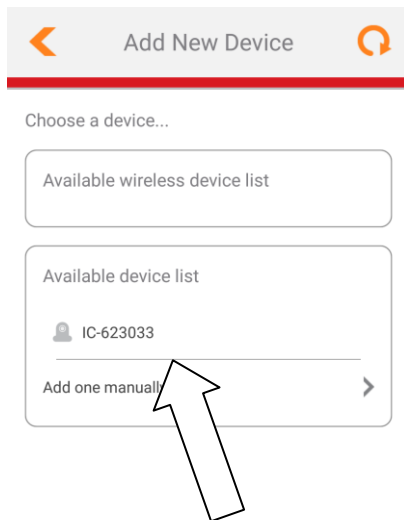 Add New Device
Choose a device...
Available wireless device list
Available device list
IC-623033
Add one manually